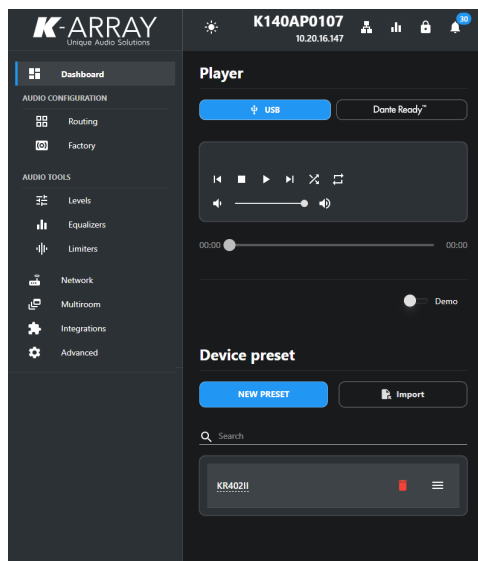 K-ARRAY
Unique Audio Solutions
K140AP0107
10.20.16.147
30
Dashboard
AUDIO CONFIGURATION
Routing
Factory
AUDIO TOOLS
Levels
Equalizers
Limiters
Network
Multiroom
Integrations
Advanced
Player
USB
Dante Ready™
00:00
00:00
Demo
Device preset
NEW PRESET
Import
Search
KR402II